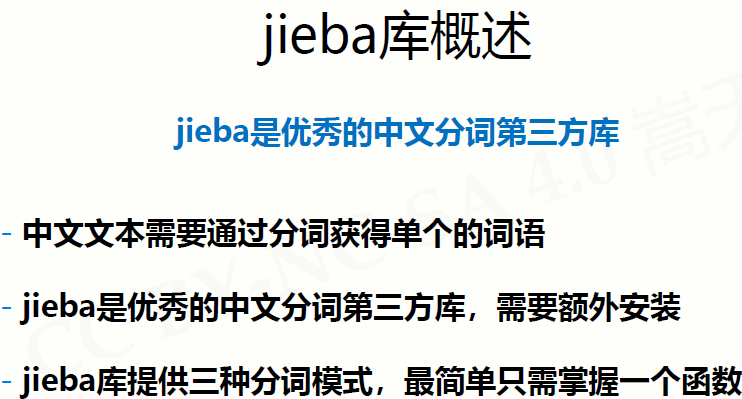 jieba库概述
jieba是优秀的中文分词第三方库
- 中文文本需要通过分词获得单个的词语
- jieba是优秀的中文分词第三方库，需要额外安装
- jieba库提供三种分词模式，最简单只需掌握一个函数
CC BY-NC-SA 4.0 嵩天